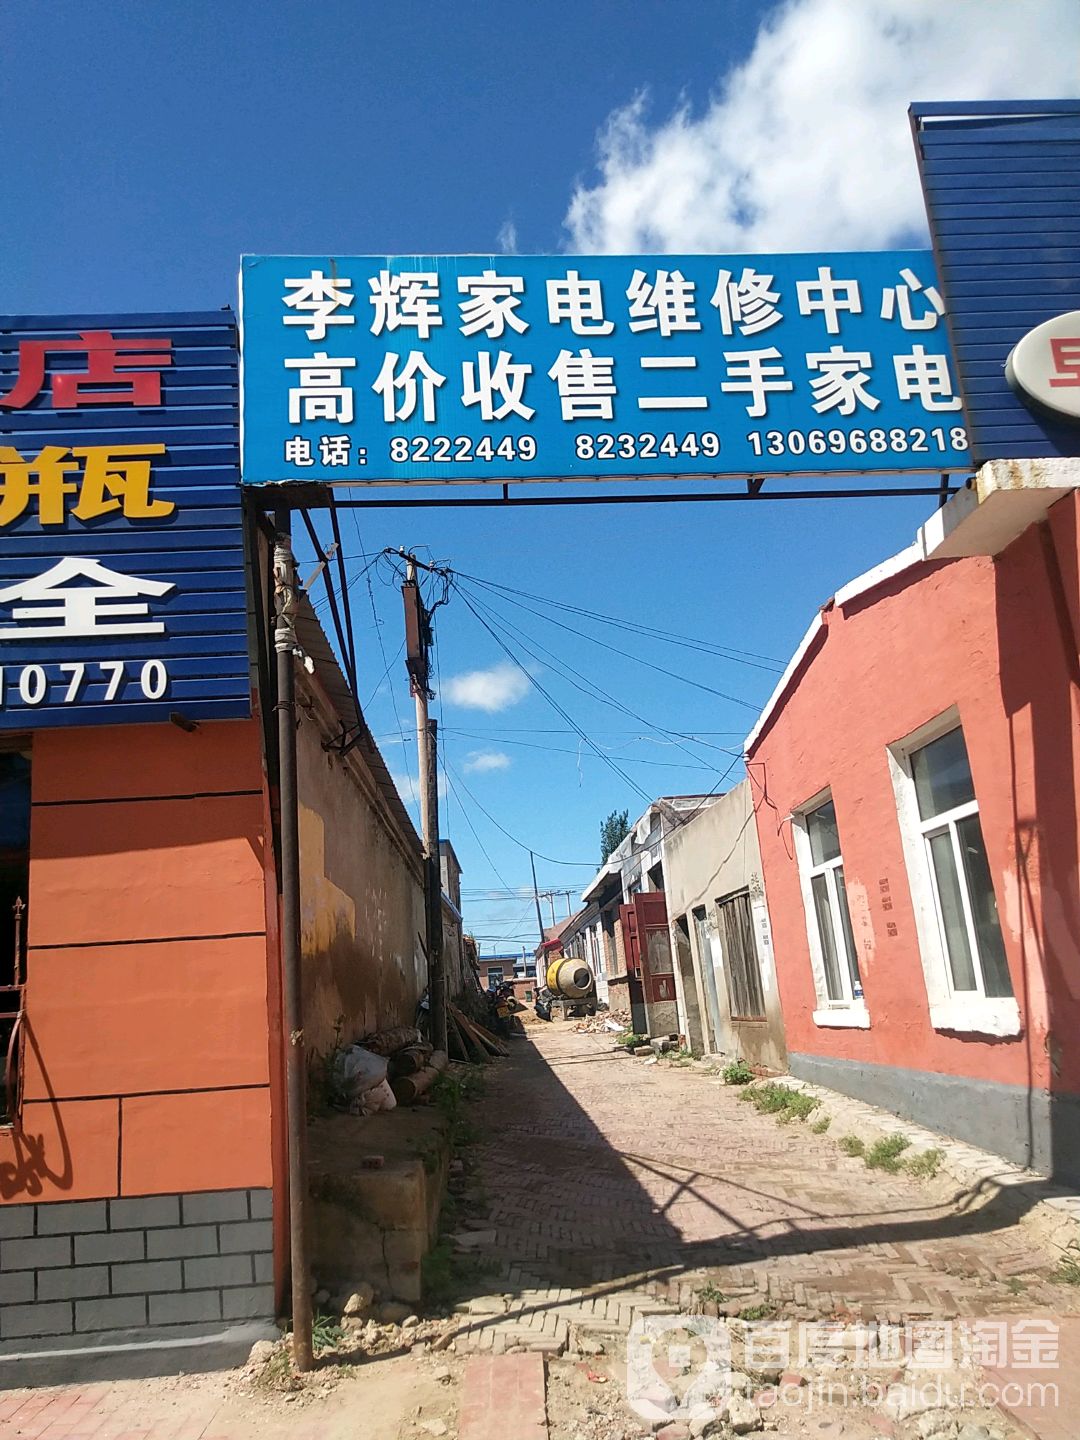 李辉家电维修中心
高价收售二手家电
电话：8222449 8232449 13069688218
店
瓶
全
10770
百度地图淘金
taojin.baidu.com